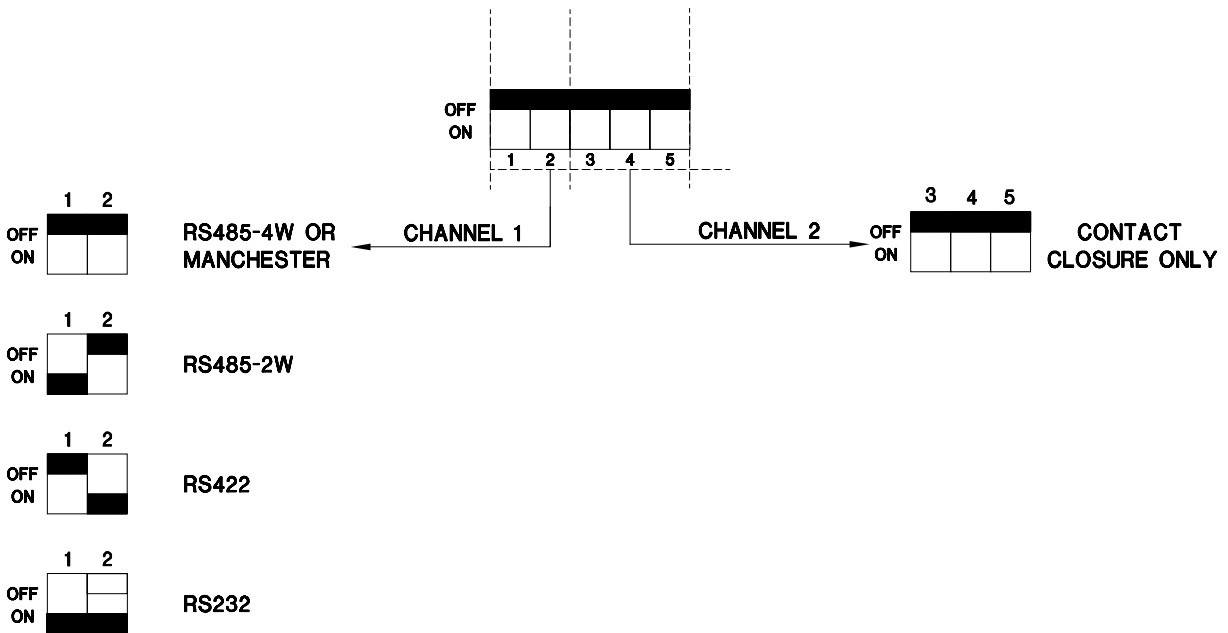 OFF
ON
1 2 3 4 5
1 2
OFF
ON
RS485-4W OR
MANCHESTER
CHANNEL 1
CHANNEL 2
3 4 5
OFF
ON
CONTACT
CLOSURE ONLY
1 2
OFF
ON
RS485-2W
1 2
OFF
ON
RS422
1 2
OFF
ON
RS232